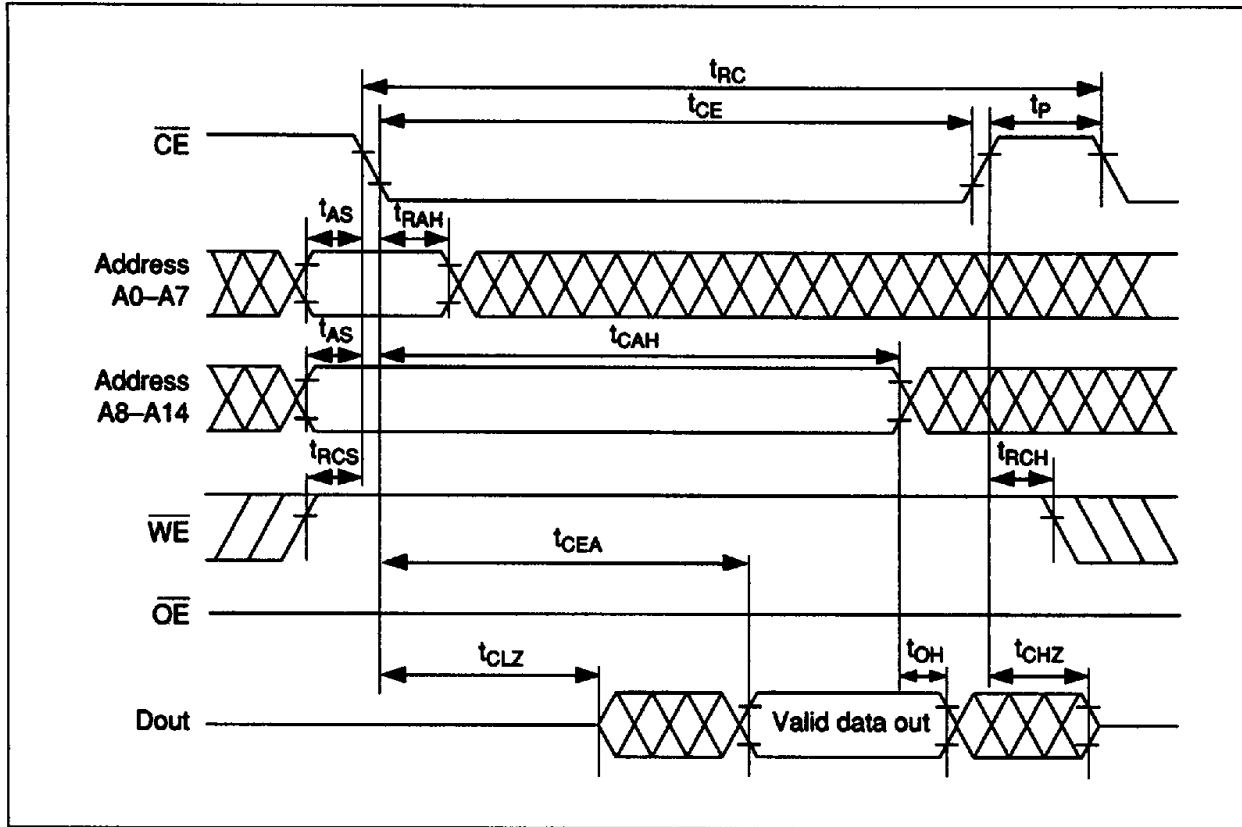 tRC
tCE
tP
CE
tAS
tRAH
Address
A0–A7
tAS
tCAH
Address
A8–A14
tRCS
tRCH
WE
tCEA
OE
tCLZ
tOH
tCHZ
Dout
Valid data out